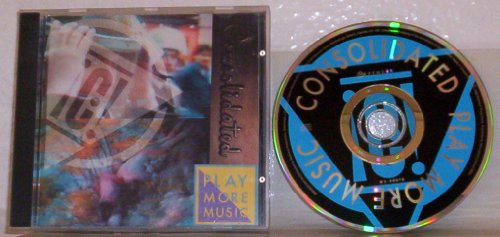 Consolidated
PLAY
MORE
MUSIC
¡C!
CONSOLIDATED
PLAY MORE MUSIC
¡C!